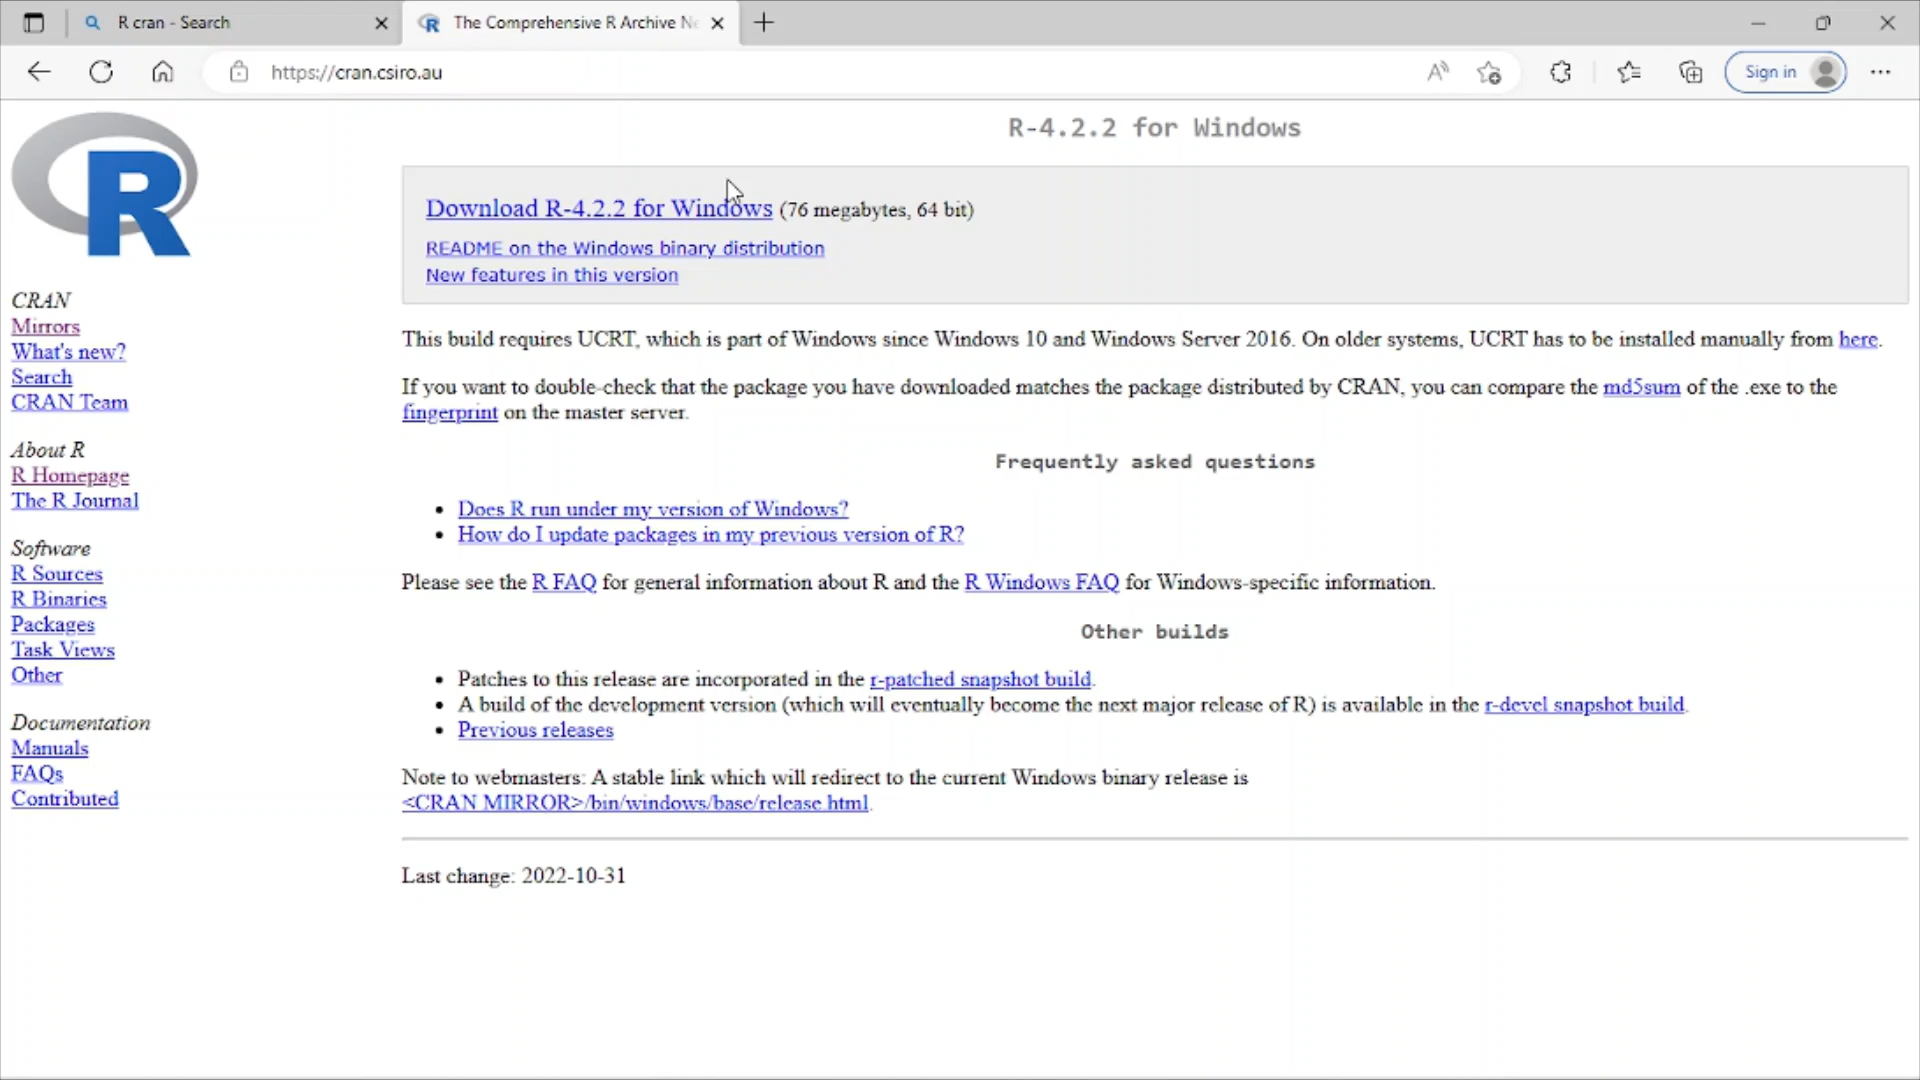 R cran - Search
The Comprehensive R Archive Ne
https://cran.csiro.au
Sign in
R
CRAN
Mirrors
What's new?
Search
CRAN Team
About R
R Homepage
The R Journal
Software
R Sources
R Binaries
Packages
Task Views
Other
Documentation
Manuals
FAQs
Contributed
R-4.2.2 for Windows
Download R-4.2.2 for Windows (76 megabytes, 64 bit)
README on the Windows binary distribution
New features in this version
This build requires UCRT, which is part of Windows since Windows 10 and Windows Server 2016. On older systems, UCRT has to be installed manually from here.
If you want to double-check that the package you have downloaded matches the package distributed by CRAN, you can compare the md5sum of the .exe to the
fingerprint on the master server.
Frequently asked questions
• Does R run under my version of Windows?
• How do I update packages in my previous version of R?
Please see the R FAQ for general information about R and the R Windows FAQ for Windows-specific information.
Other builds
• Patches to this release are incorporated in the r-patched snapshot build.
• A build of the development version (which will eventually become the next major release of R) is available in the r-devel snapshot build.
• Previous releases
Note to webmasters: A stable link which will redirect to the current Windows binary release is
<CRAN MIRROR>/bin/windows/base/release.html.
Last change: 2022-10-31